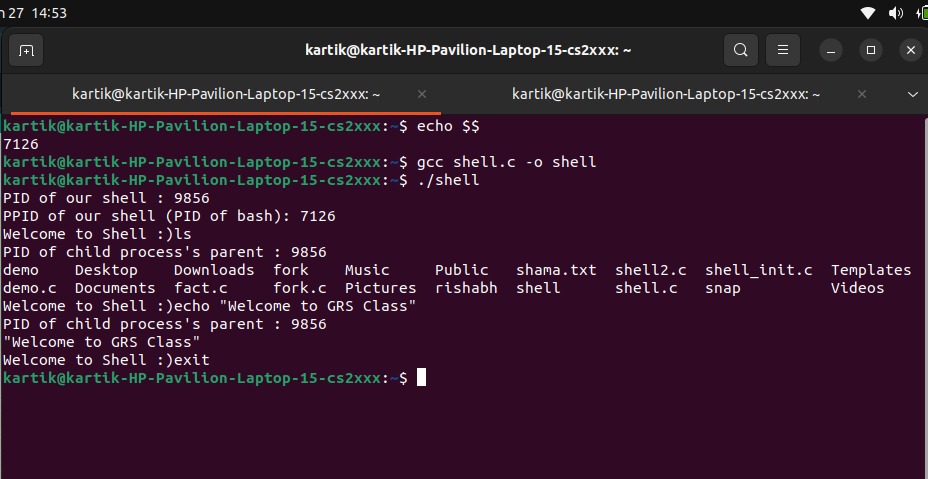 27 14:53
kartik@kartik-HP-Pavilion-Laptop-15-cs2xxx: ~
kartik@kartik-HP-Pavilion-Laptop-15-cs2xxx: ~ kartik@kartik-HP-Pavilion-Laptop-15-cs2xxx: ~
kartik@kartik-HP-Pavilion-Laptop-15-cs2xxx:~$ echo $$
7126
kartik@kartik-HP-Pavilion-Laptop-15-cs2xxx:~$ gcc shell.c -o shell
kartik@kartik-HP-Pavilion-Laptop-15-cs2xxx:~$ ./shell
PID of our shell : 9856
PPID of our shell (PID of bash): 7126
Welcome to Shell :)ls
PID of child process's parent : 9856
demo Desktop Downloads fork Music Public shama.txt shell2.c shell_init.c Templates
demo.c Documents fact.c fork.c Pictures rishabh shell shell.c snap Videos
Welcome to Shell :)echo "Welcome to GRS Class"
PID of child process's parent : 9856
"Welcome to GRS Class"
Welcome to Shell :)exit
kartik@kartik-HP-Pavilion-Laptop-15-cs2xxx:~$